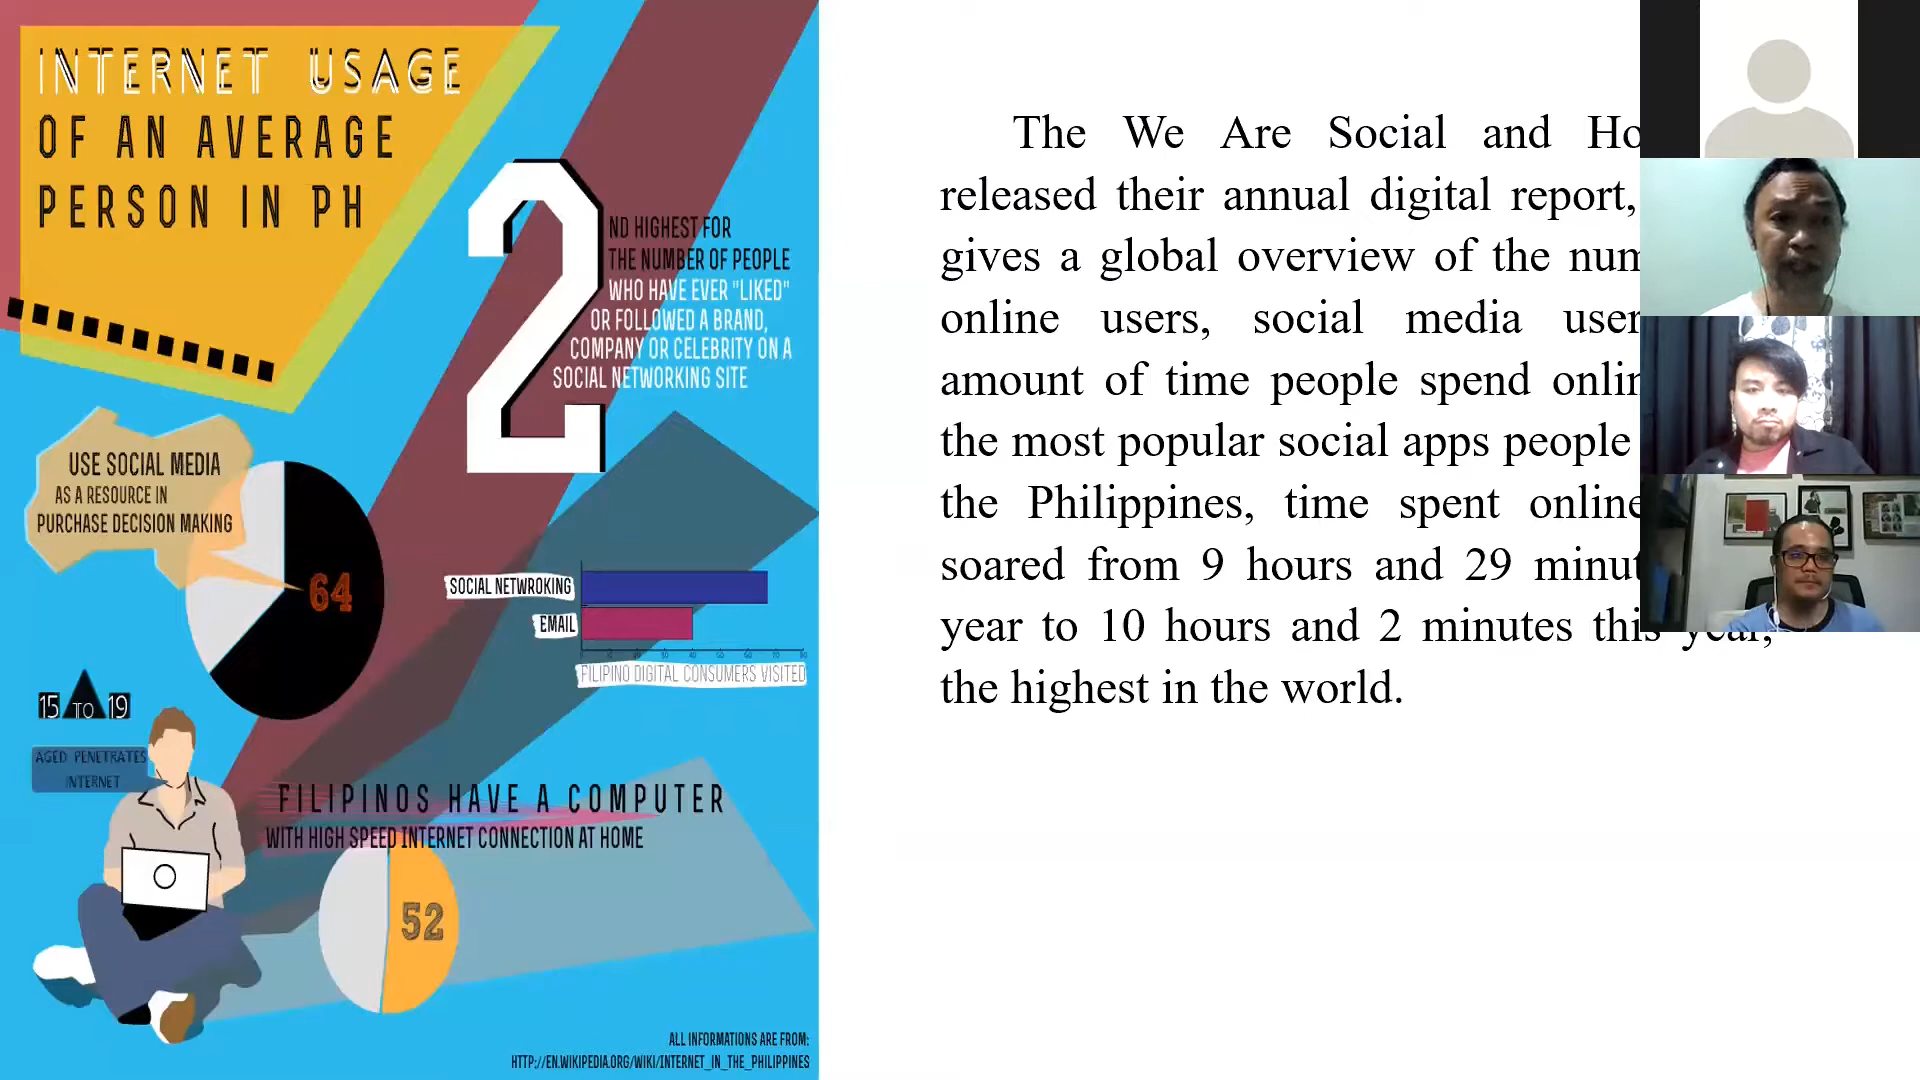 INTERNET USAGE
OF AN AVERAGE
PERSON IN PH
2
ND HIGHEST FOR
THE NUMBER OF PEOPLE
WHO HAVE EVER "LIKED"
OR FOLLOWED A BRAND,
COMPANY OR CELEBRITY ON A
SOCIAL NETWORKING SITE
USE SOCIAL MEDIA
AS A RESOURCE IN
PURCHASE DECISION MAKING
64
SOCIAL NETWROKING
EMAIL
FILIPINO DIGITAL CONSUMERS VISITED
15 TO 19
AGED PENETRATES
INTERNET
FILIPINOS HAVE A COMPUTER
WITH HIGH SPEED INTERNET CONNECTION AT HOME
52
ALL INFORMATIONS ARE FROM:
HTTP://EN.WIKIPEDIA.ORG/WIKI/INTERNET_IN_THE_PHILIPPINES
The We Are Social and
released their annual digital report,
gives a global overview of the
online users, social media
amount of time people spend
the most popular social apps people
the Philippines, time spent online
soared from 9 hours and 29
year to 10 hours and 2 minutes this year,
the highest in the world.